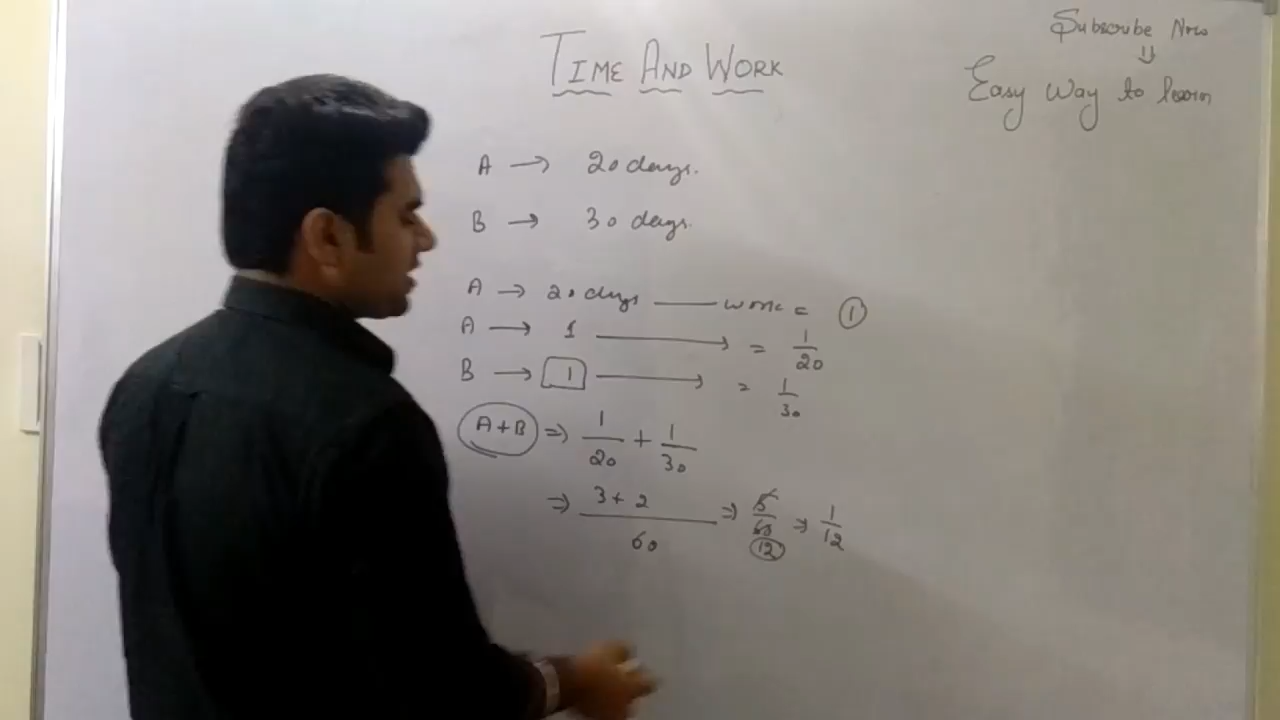 TIME AND WORK
Subscribe Now
⇓
Easy Way to learn
A → 20 days.
B → 30 days.
A → 20 days —— work = 1
A → 1 ——→ = 1/20
B → 1 ——→ = 1/30
A+B ⇒ 1/20 + 1/30
⇒ 3+2/60 ⇒ 5/60 12 ⇒ 1/12